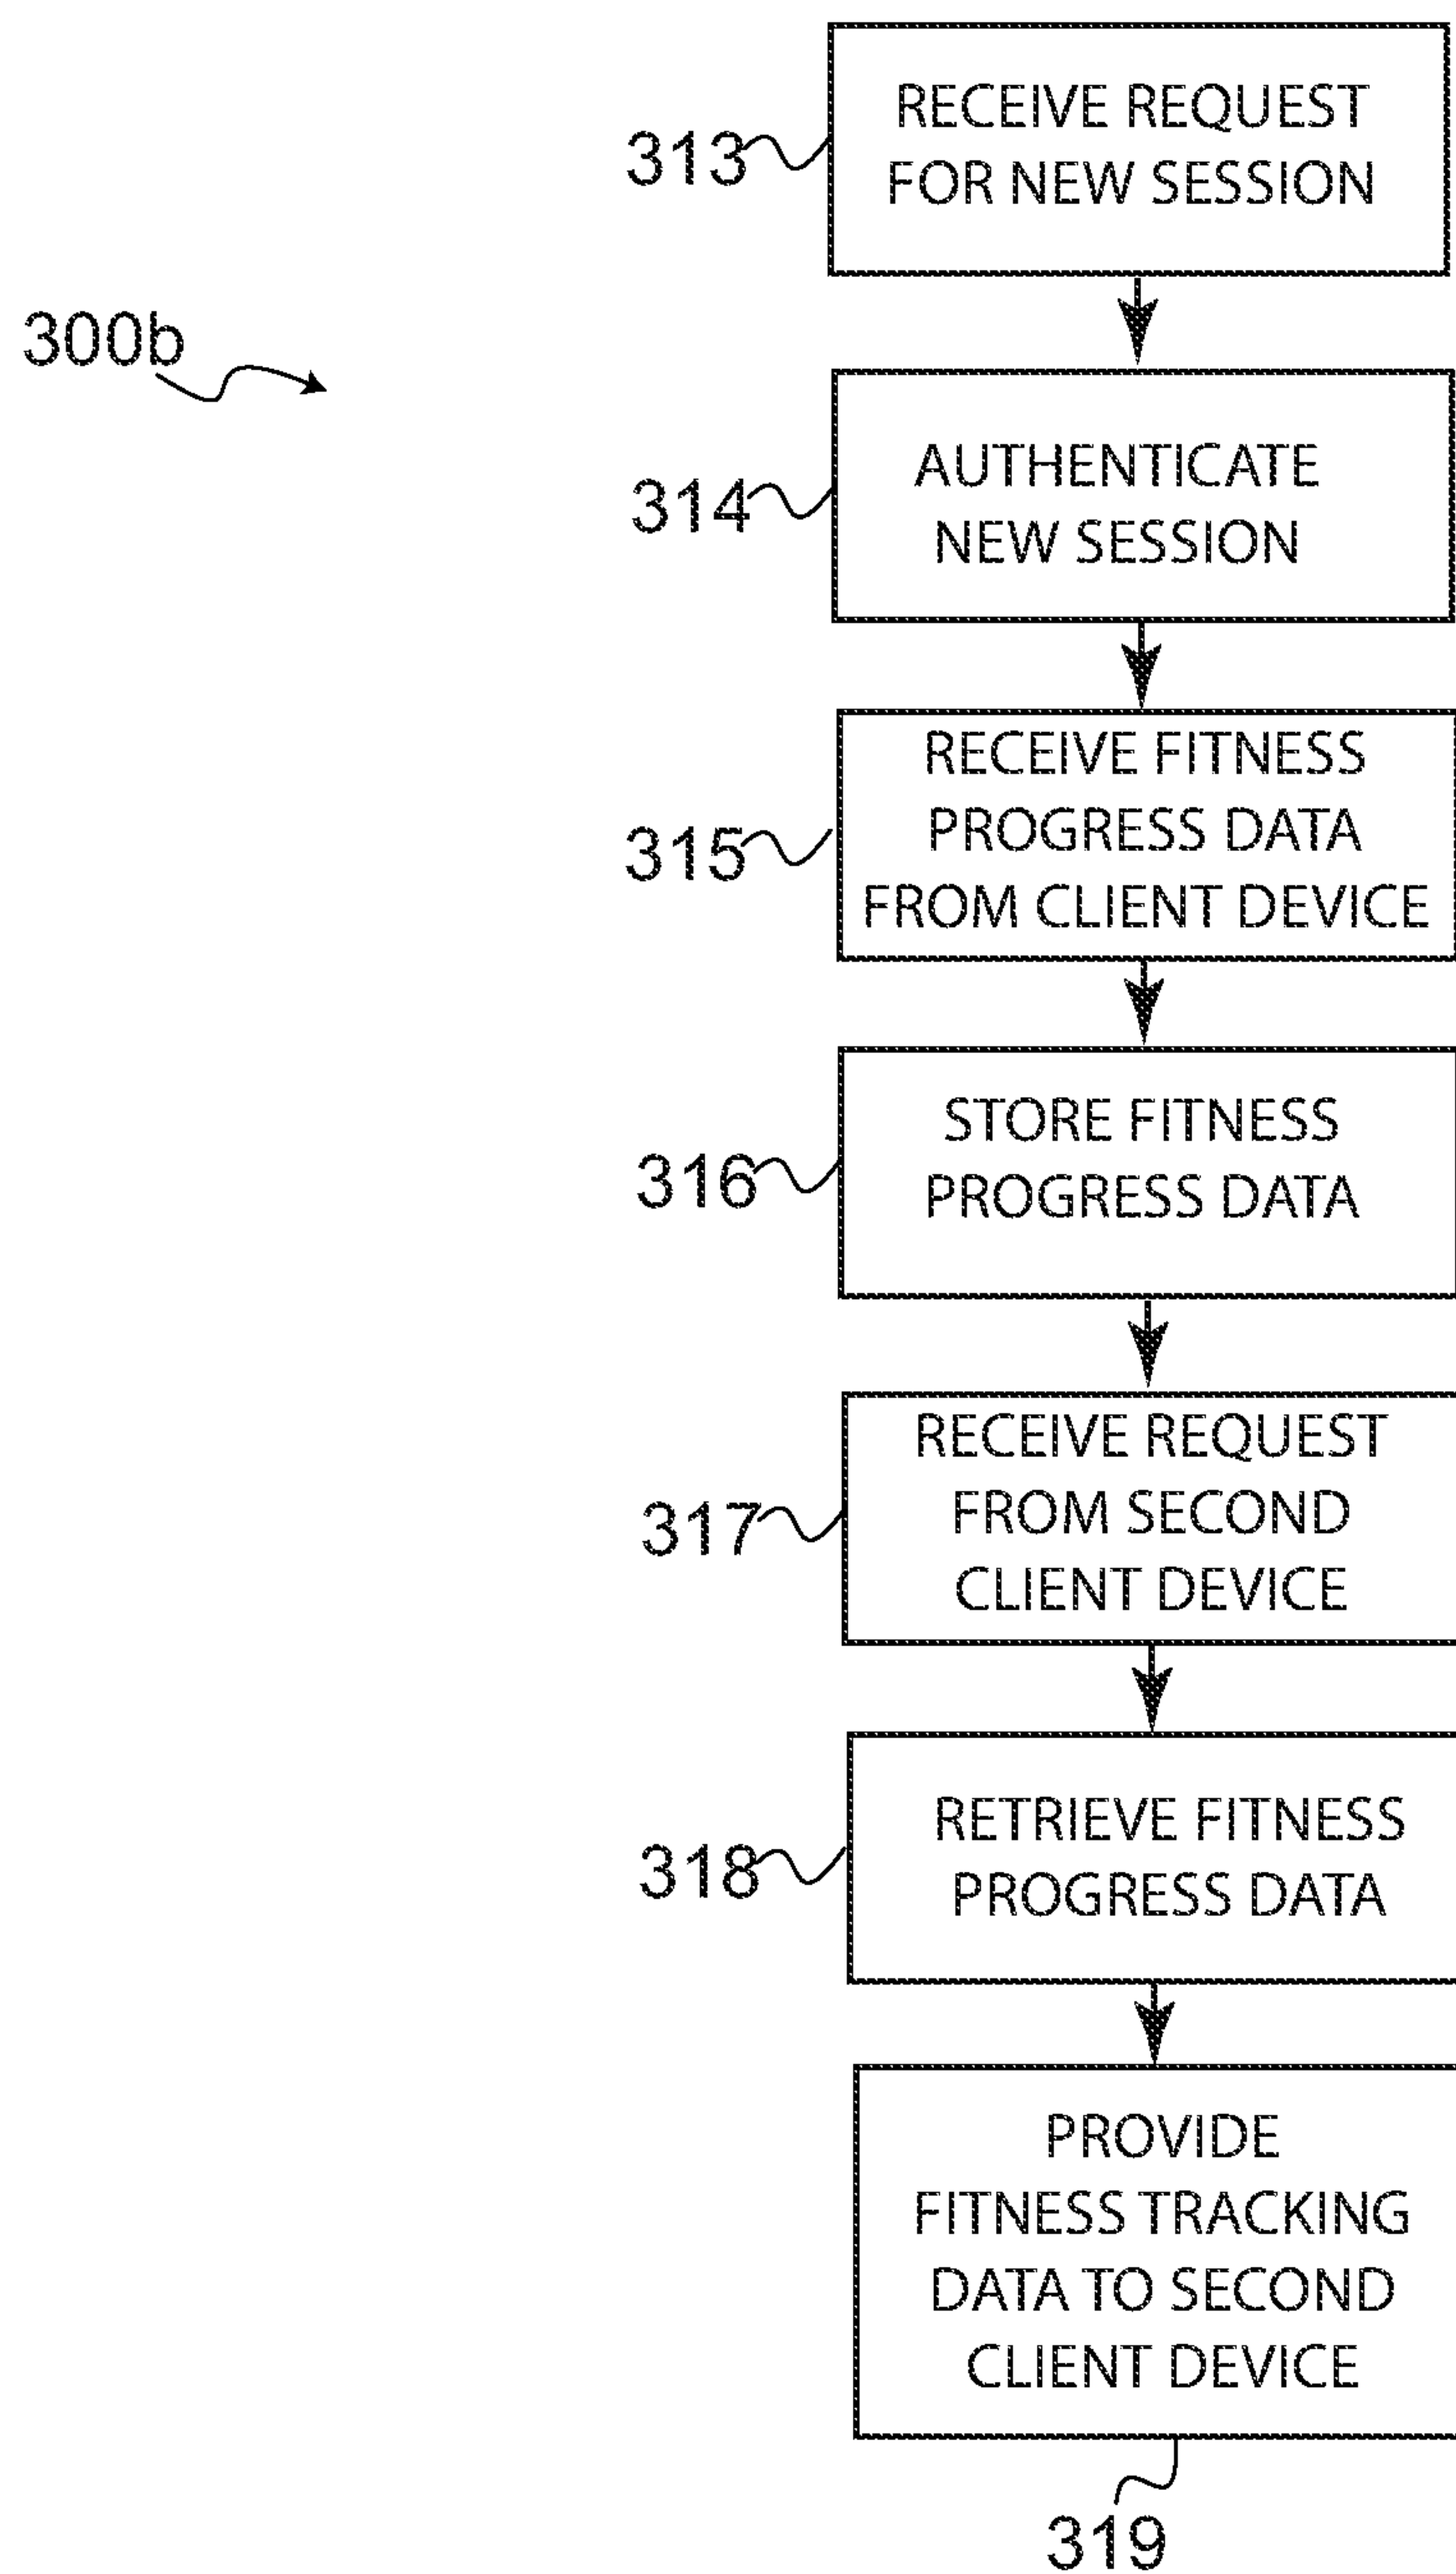 RECEIVE REQUEST
FOR NEW SESSION
313
300b
AUTHENTICATE
NEW SESSION
314
RECEIVE FITNESS
PROGRESS DATA
FROM CLIENT DEVICE
315
STORE FITNESS
PROGRESS DATA
316
RECEIVE REQUEST
FROM SECOND
CLIENT DEVICE
317
RETRIEVE FITNESS
PROGRESS DATA
318
PROVIDE
FITNESS TRACKING
DATA TO SECOND
CLIENT DEVICE
319